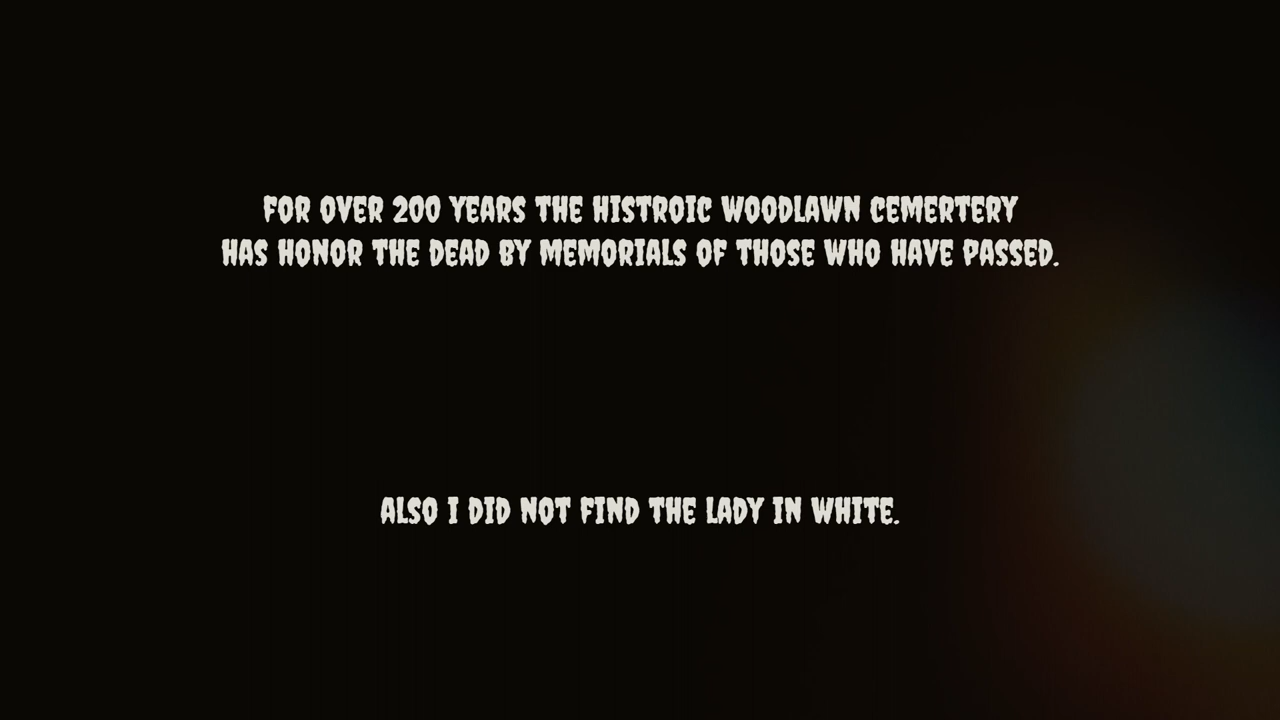 FOR OVER 200 YEARS THE HISTROIC WOODLAWN CEMERTERY
HAS HONOR THE DEAD BY MEMORIALS OF THOSE WHO HAVE PASSED.
ALSO I DID NOT FIND THE LADY IN WHITE.